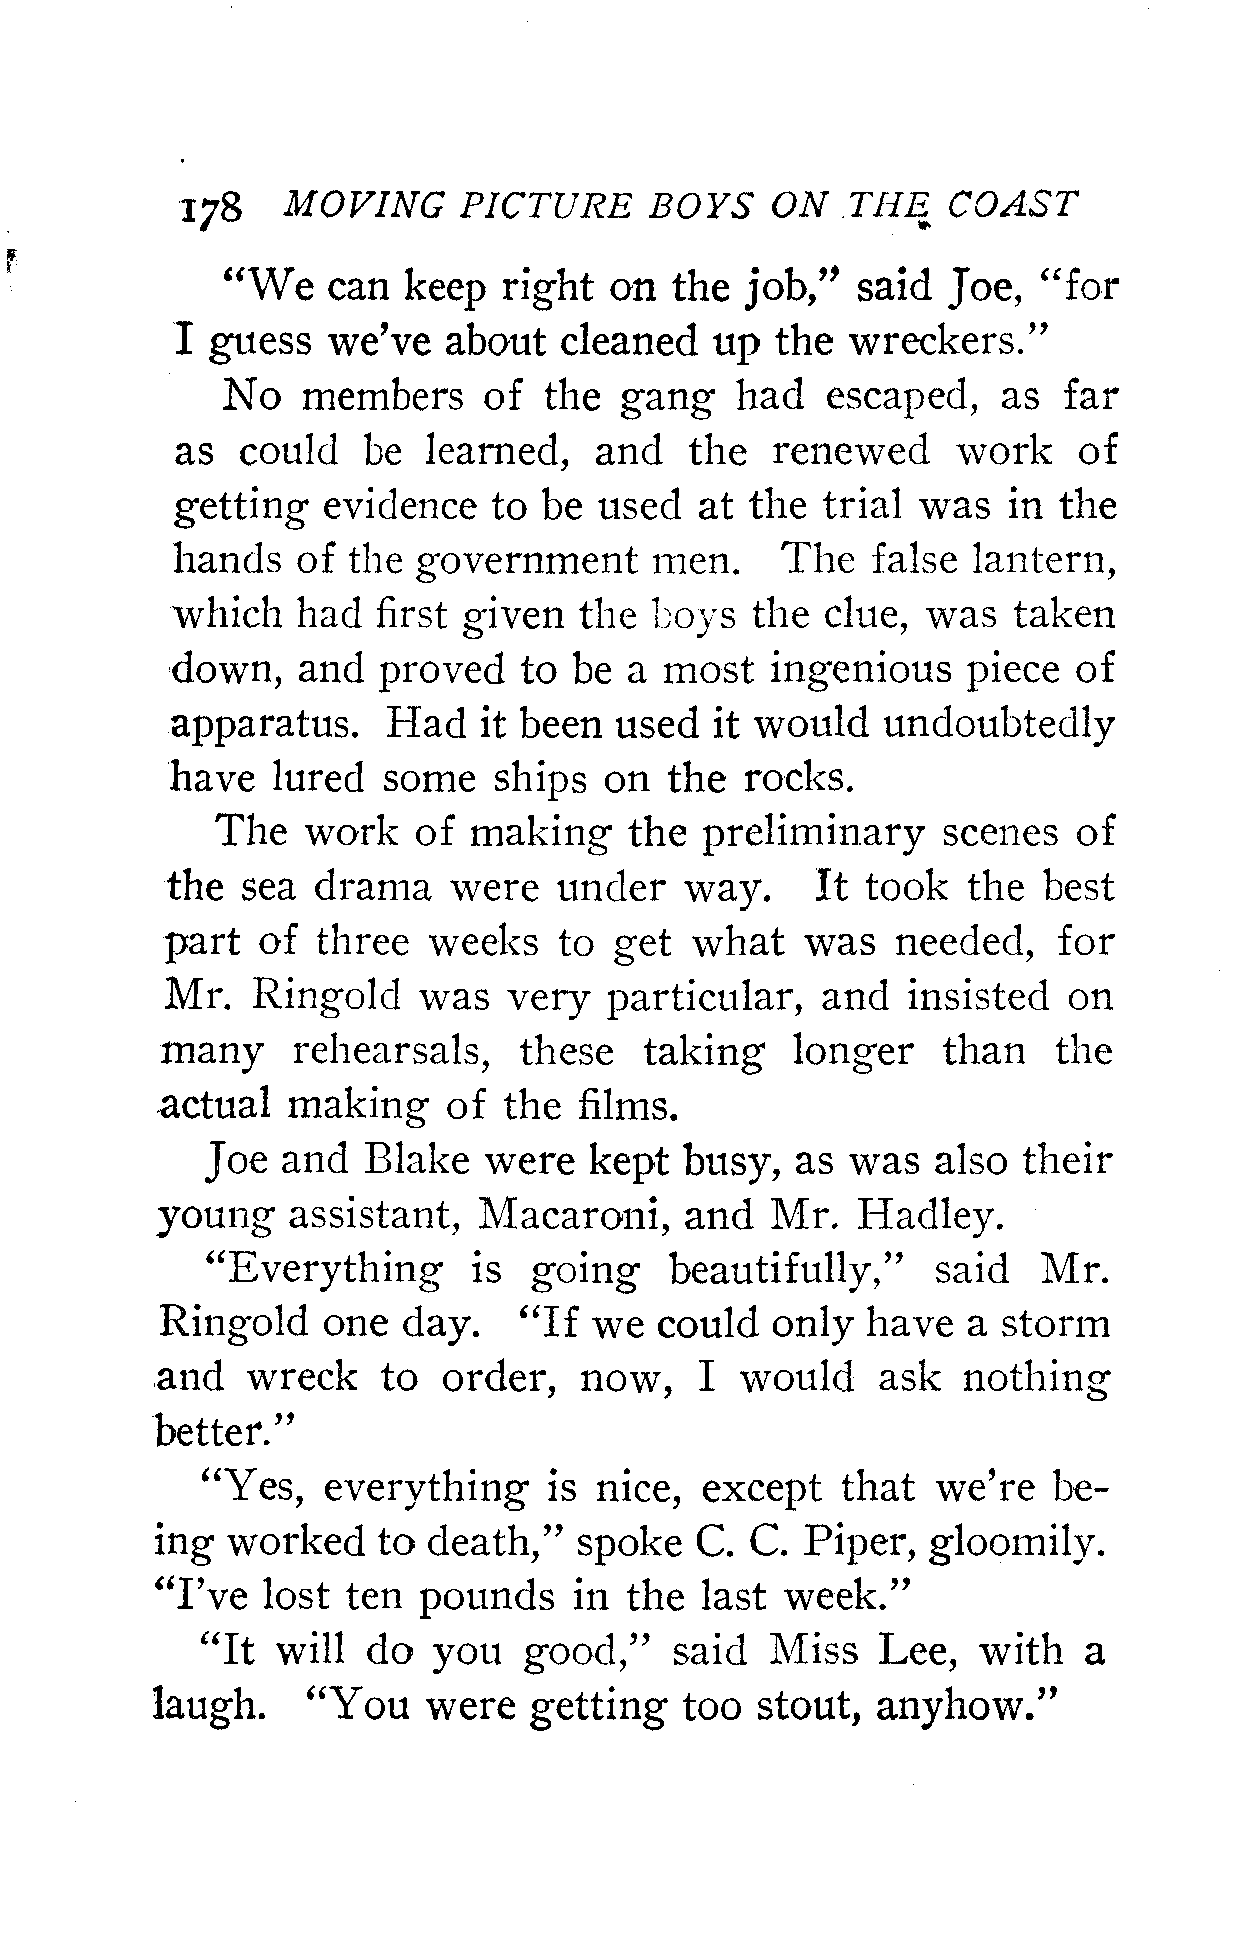 178 MOVING PICTURE BOYS ON THE COAST
“We can keep right on the job,” said Joe, “for
I guess we’ve about cleaned up the wreckers.”
No members of the gang had escaped, as far
as could be learned, and the renewed work of
getting evidence to be used at the trial was in the
hands of the government men. The false lantern,
which had first given the boys the clue, was taken
down, and proved to be a most ingenious piece of
apparatus. Had it been used it would undoubtedly
have lured some ships on the rocks.
The work of making the preliminary scenes of
the sea drama were under way. It took the best
part of three weeks to get what was needed, for
Mr. Ringold was very particular, and insisted on
many rehearsals, these taking longer than the
actual making of the films.
Joe and Blake were kept busy, as was also their
young assistant, Macaroni, and Mr. Hadley.
“Everything is going beautifully,” said Mr.
Ringold one day. “If we could only have a storm
and wreck to order, now, I would ask nothing
better.”
“Yes, everything is nice, except that we’re be-
ing worked to death,” spoke C. C. Piper, gloomily.
“I’ve lost ten pounds in the last week.”
“It will do you good,” said Miss Lee, with a
laugh. “You were getting too stout, anyhow.”